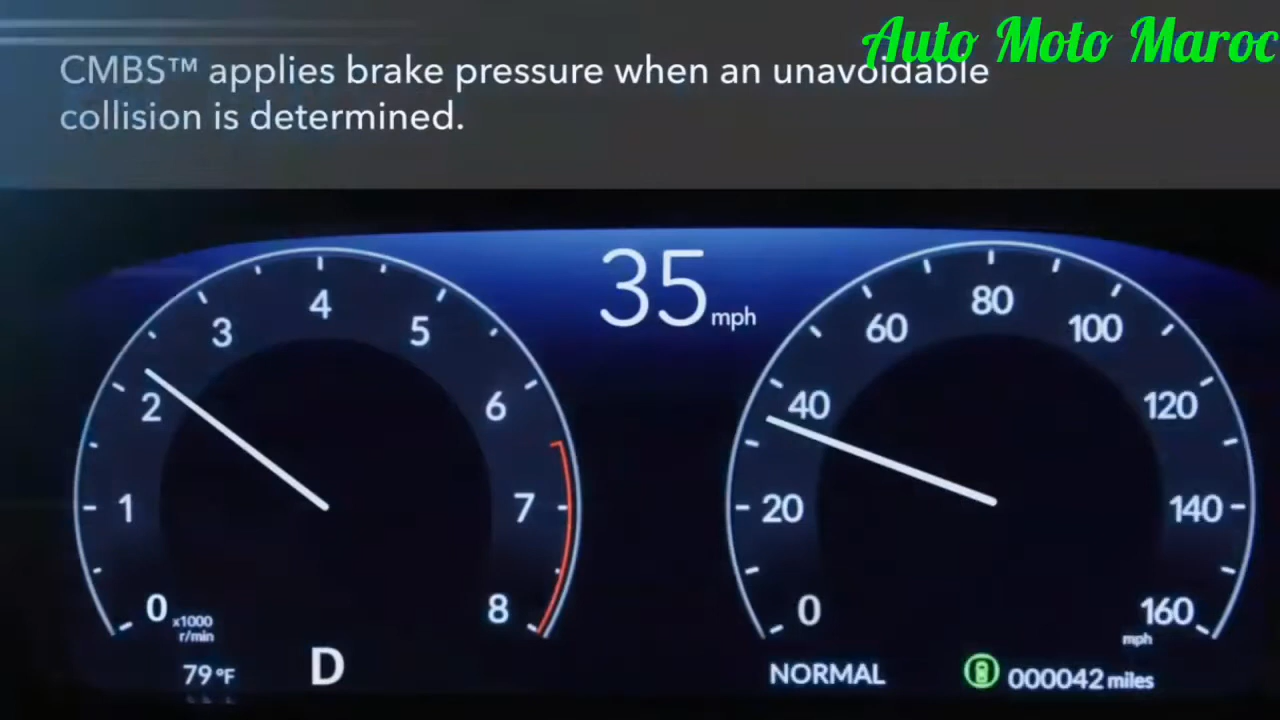 Auto Moto Maroc
CMBS™ applies brake pressure when an unavoidable
collision is determined.
35 mph
4
3 5
2 6
1 7
0 8
x1000
r/min
79 °F
D
80
60 100
40 120
20 140
0 160
mph
NORMAL
000042 miles